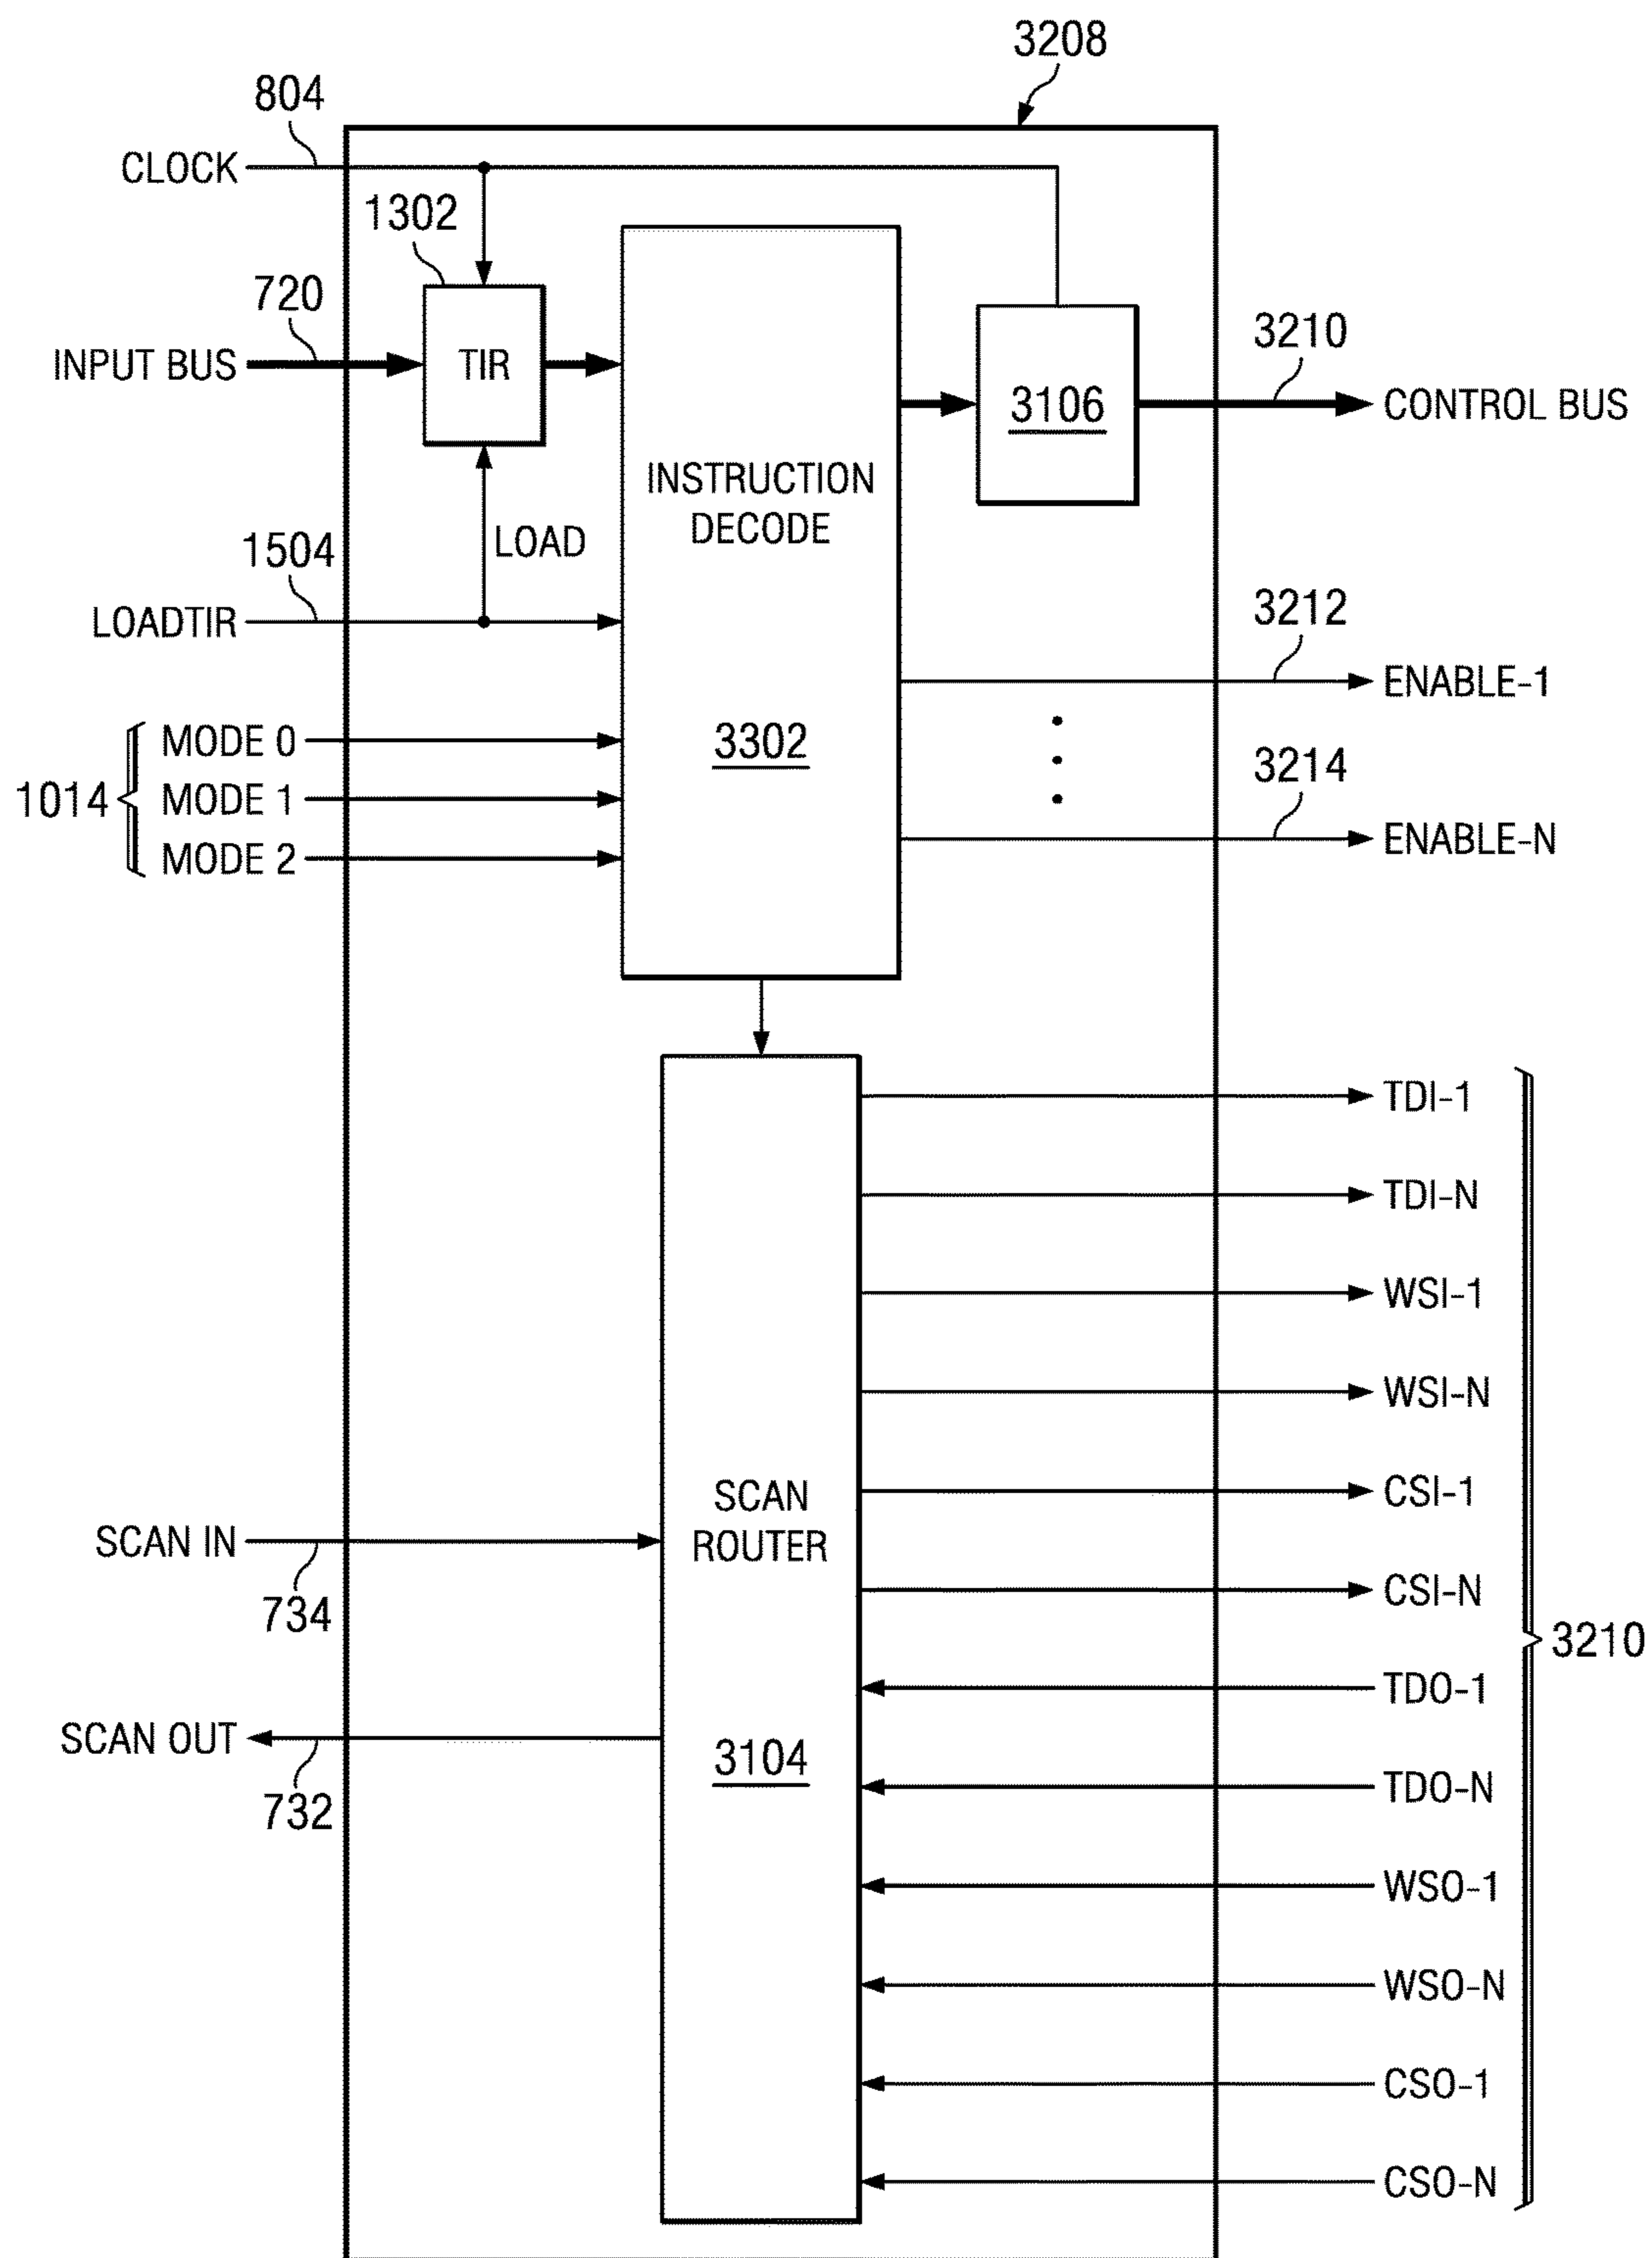 3208
804
CLOCK
1302
720
INPUT BUS
TIR
3210
3106
CONTROL BUS
INSTRUCTION
DECODE
1504
LOAD
LOADTIR
3212
ENABLE-1
1014
MODE 0
MODE 1
MODE 2
3302
3214
ENABLE-N
TDI-1
TDI-N
WSI-1
WSI-N
CSI-1
CSI-N
SCAN
ROUTER
SCAN IN
734
3210
TDO-1
SCAN OUT
732
3104
TDO-N
WSO-1
WSO-N
CSO-1
CSO-N